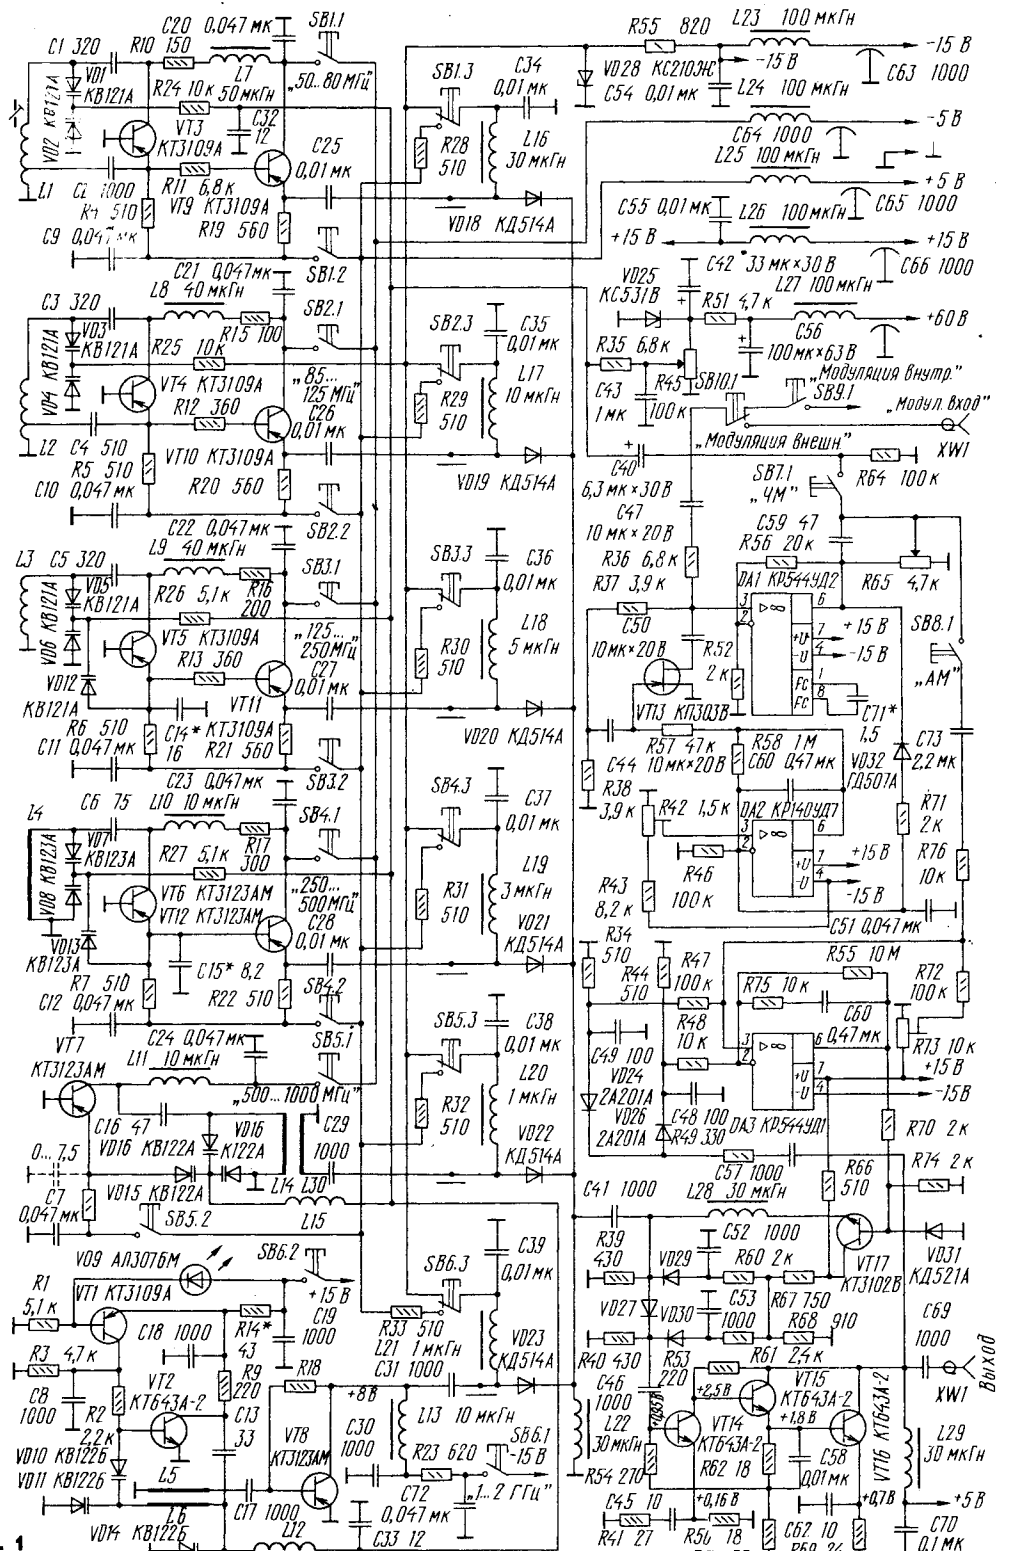 C20 0,047 мк
SB1.1
C1 320
R10 150
L7
50 мкГн
VD1
КВ121А
VD2 КВ121А
R24 10 к
„50...80 МГц"
C32
12
VT3
КТ3109А
C25
0,01 мк
L1
C2 1000
R4 510
R11 6,8 к
VT9 КТ3109А
R19 560
C9 0,047 мк
SB1.2
SB1.3
C34
0,01 мк
R28
510
L16
30 мкГн
VD18 КД514А
R55 820
L23 100 мкГн
-15 В
-15 В
VD28 КС210Ж
C54 0,01 мк
C63 1000
L24 100 мкГн
-5 В
C64 1000
L25 100 мкГн
⊥
+5 В
C65 1000
C55 0,01 мк
L26 100 мкГн
+15 В
+15 В
C66 1000
C21 0,047 мк
L8 40 мкГн
SB2.1
C3 320
VD3
КВ121А
VD4 КВ121А
R15 100
R25 10 к
VT4 КТ3109А
„85...
125 МГц"
R12 360
C26
0,01 мк
L2
C4 510
R5 510
VT10 КТ3109А
C10 0,047 мк
R20 560
SB2.2
SB2.3
C35
0,01 мк
R29
510
L17
10 мкГн
VD19 КД514А
VD25
КС531В
C42 33 мк×30 В
L27 100 мкГн
R51 4,7 к
+60 В
C56
100 мк×63 В
R35 6,8 к
C43
1 мк
R45
100 к
SB10.1
„Модуляция внутр."
SB9.1
„Модул. вход"
XW1
„Модуляция внешн"
C40
6,3 мк×30 В
SB7.1
„ЧМ"
R64 100 к
C47
10 мк×20 В
C59 47
R56 20 к
R65 4,7 к
C22 0,047 мк
L9 40 мкГн
SB3.1
L3
C5 320
VD5
КВ121А
VD6 КВ121А
R16
200
R26 5,1 к
VT5 КТ3109А
„125...
250 МГц"
R13 360
C27
0,01 мк
VD12
КВ121А
VT11
КТ3109А
R6 510
C14*
16
C11 0,047 мк
R21 560
SB3.2
SB3.3
C36
0,01 мк
R30
510
L18
5 мкГн
VD20 КД514А
R36 6,8 к
R37 3,9 к
DA1 КР544УД2
C50
10 мк×20 В
R52
2 к
3
2
▷∞
6
7
4
1
8
+U
-U
FC
FC
+15 В
-15 В
SB8.1
„АМ"
VT13 КП303В
C71*
1,5
C73
2,2 мк
R57 47 к
C44
10 мк×20 В
R58 1 М
C60 0,47 мк
VD32
ГД507А
C23 0,047 мк
L10 10 мкГн
SB4.1
L4
C6 75
VD7
КВ123А
VD8 КВ123А
R17
300
R27 5,1 к
VT6 КТ3123АМ
VT12 КТ3123АМ
„250...
500 МГц"
C28
0,01 мк
VD13
КВ123А
C15* 8,2
R7 510
C12 0,047 мк
R22 510
SB4.2
SB4.3
C37
0,01 мк
R31
510
L19
3 мкГн
VD21
КД514А
R38
3,9 к
R42 1,5 к
DA2 КР140УД7
3
2
▷∞
6
7
4
+U
-U
+15 В
-15 В
R46
100 к
R43
8,2 к
R71
2 к
R76
10 к
C51 0,047 мк
R34
510
R44
510
R47
100 к
R55 10 М
R75 10 к
R72
100 к
C24 0,047 мк
L11 10 мкГн
SB5.1
VT7
КТ3123АМ
„500...1000 МГц"
C16 47
VD16 КВ122А
VD16
К122А
C29
1000
0...7,5
C7
0,047 мк
VD15 КВ122А
L14
L30
L15
SB5.2
SB5.3
C38
0,01 мк
R32
510
L20
1 мкГн
VD22
КД514А
C49 100
R48
10 к
VD24
2А201А
VD26
2А201А
C48 100
R49 330
3
2
▷∞
6
7
4
+U
-U
C60
0,47 мк
R73 10 к
+15 В
-15 В
DA3 КР544УД1
R70 2 к
R74 2 к
C57 1000
L28 30 мкГн
R66
510
C41 1000
C52 1000
R39
430
VD29
R60 2 к
VT17
КТ3102В
VD31
КД521А
VD27
VD30
C53
1000
R67 750
R68 910
R40 430
R53
220
R61 2,4 к
C69
1000
XW1
Выход
VD9 АЛ307БМ
SB6.2
+15 В
R1
5,1 к
VT1 КТ3109А
C19
1000
R14*
43
R3 4,7 к
C18 1000
C8
1000
VT2
КТ643А-2
R9
220
R18
R2
2,2 к
C13
33
VD10 КВ122Б
VD11 КВ122Б
L5
L6
VD14 КВ122Б
C17 1000
VT8
КТ3123АМ
L12
SB6.3
C39
0,01 мк
R33 510
L21 1 мкГн
C31 1000
VD23
КД514А
+8 В
C30
1000
L13 10 мкГн
R23 620
SB6.1
-15 В
C72
0,047 мк
„1...2 ГГц"
C33 12
C46
1000
L22
30 мкГн
+0,95 В
+2,5 В
VT15
КТ643А-2
VT14
КТ643А-2
+1,8 В
VT16 КТ643А-2
L29
30 мкГн
R54 270
R62 18
C58
0,01 мк
+0,16 В
+0,7 В
+5 В
C45 10
R41 27
R50 18
C62 10
C70
0,1 мк
. 1